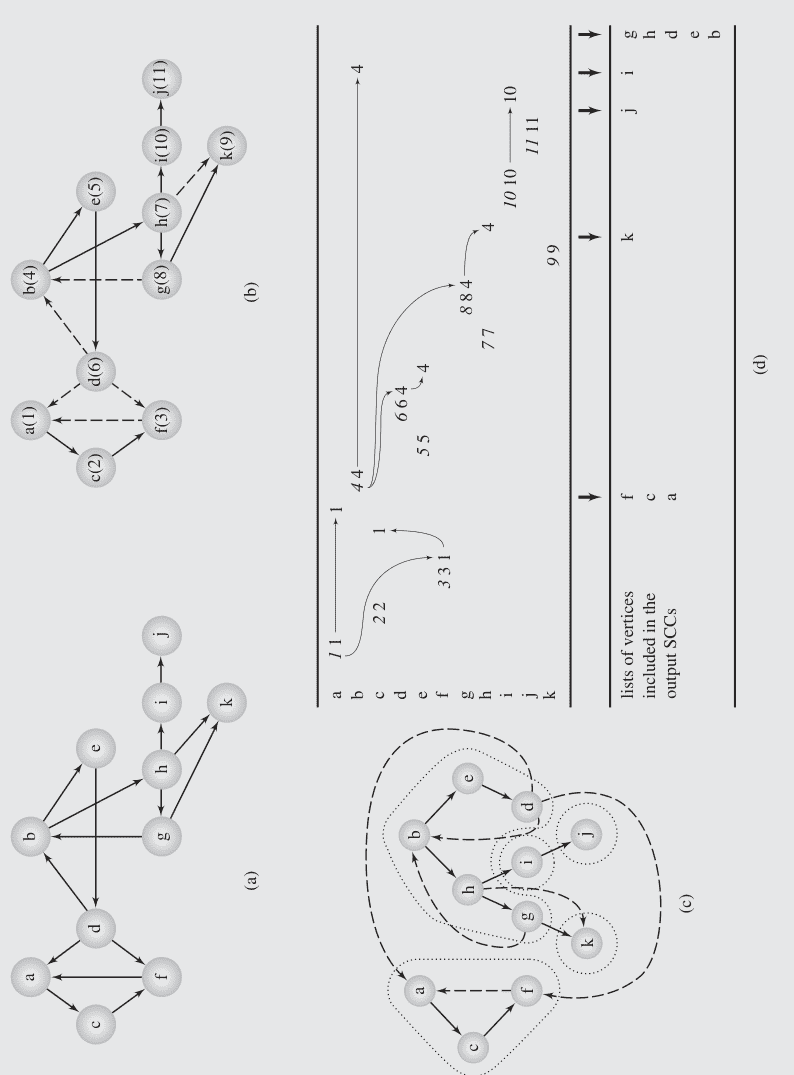 a b
c d e
f g h i j
k
(a)
a(1) b(4)
c(2) d(6) e(5)
f(3) g(8) h(7) i(10) j(11)
k(9)
(b)
a b
c h e
f g i d
k j
(c)
a 1 1 1
b 4 4 4
c 2 2 1
d 6 6 4
e 5 5 4
f 3 3 1
g 8 8 4
h 7 7 4
i 10 10 10
j 11 11
k 9 9
lists of vertices f k j i g
included in the c h
output SCCs a d
e
b
(d)